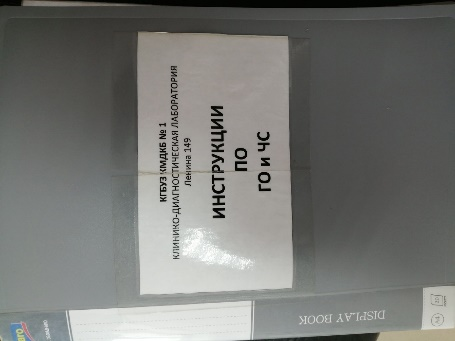 КГБУЗ КМДКБ № 1
КЛИНИКО-ДИАГНОСТИЧЕСКАЯ ЛАБОРАТОРИЯ
Ленина 149
ИНСТРУКЦИИ
ПО
ГО и ЧС
DISPLAY BOOK